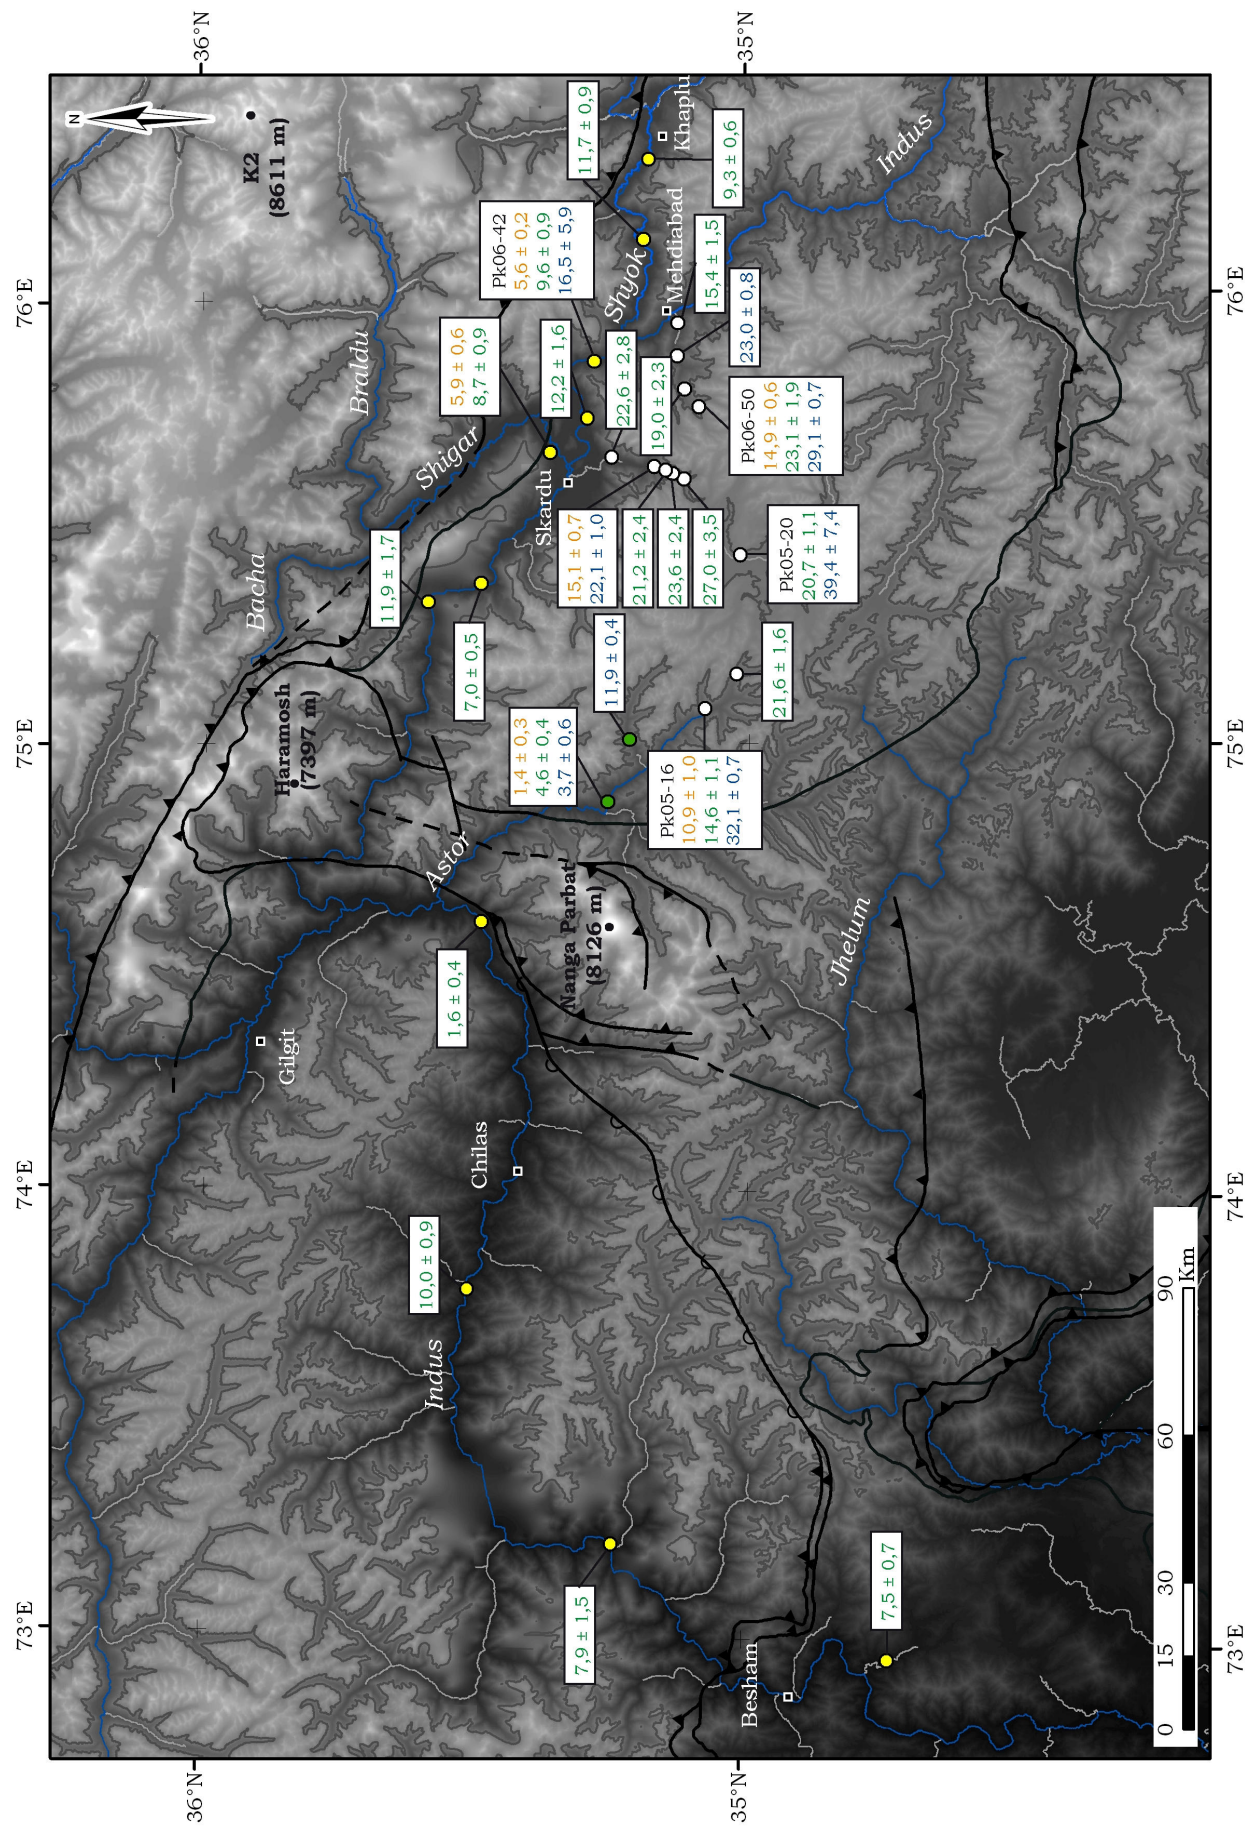 36°N
35°N
N
K2
(8611 m)
11,7 ± 0,9
Khaplu
9,3 ± 0,6
Indus
Mehdiabad
Shyok
Pk06-42
5,6 ± 0,2
9,6 ± 0,9
16,5 ± 5,9
15,4 ± 1,5
76°E
76°E
23,0 ± 0,8
Braldu
5,9 ± 0,6
8,7 ± 0,9
12,2 ± 1,6
22,6 ± 2,8
19,0 ± 2,3
Pk06-50
14,9 ± 0,6
23,1 ± 1,9
29,1 ± 0,7
Shigar
Skardu
15,1 ± 0,7
22,1 ± 1,0
21,2 ± 2,4
23,6 ± 2,4
27,0 ± 3,5
Pk05-20
20,7 ± 1,1
39,4 ± 7,4
Bacha
11,9 ± 1,7
7,0 ± 0,5
11,9 ± 0,4
21,6 ± 1,6
75°E
75°E
Haramosh
(7397 m)
1,4 ± 0,3
4,6 ± 0,4
3,7 ± 0,6
Pk05-16
10,9 ± 1,0
14,6 ± 1,1
32,1 ± 0,7
Astor
Nanga Parbat
(8126 m)
Jhelum
1,6 ± 0,4
Gilgit
Chilas
74°E
74°E
10,0 ± 0,9
Indus
7,9 ± 1,5
7,5 ± 0,7
73°E
73°E
Besham
0 15 30 60 90
Km
36°N
35°N